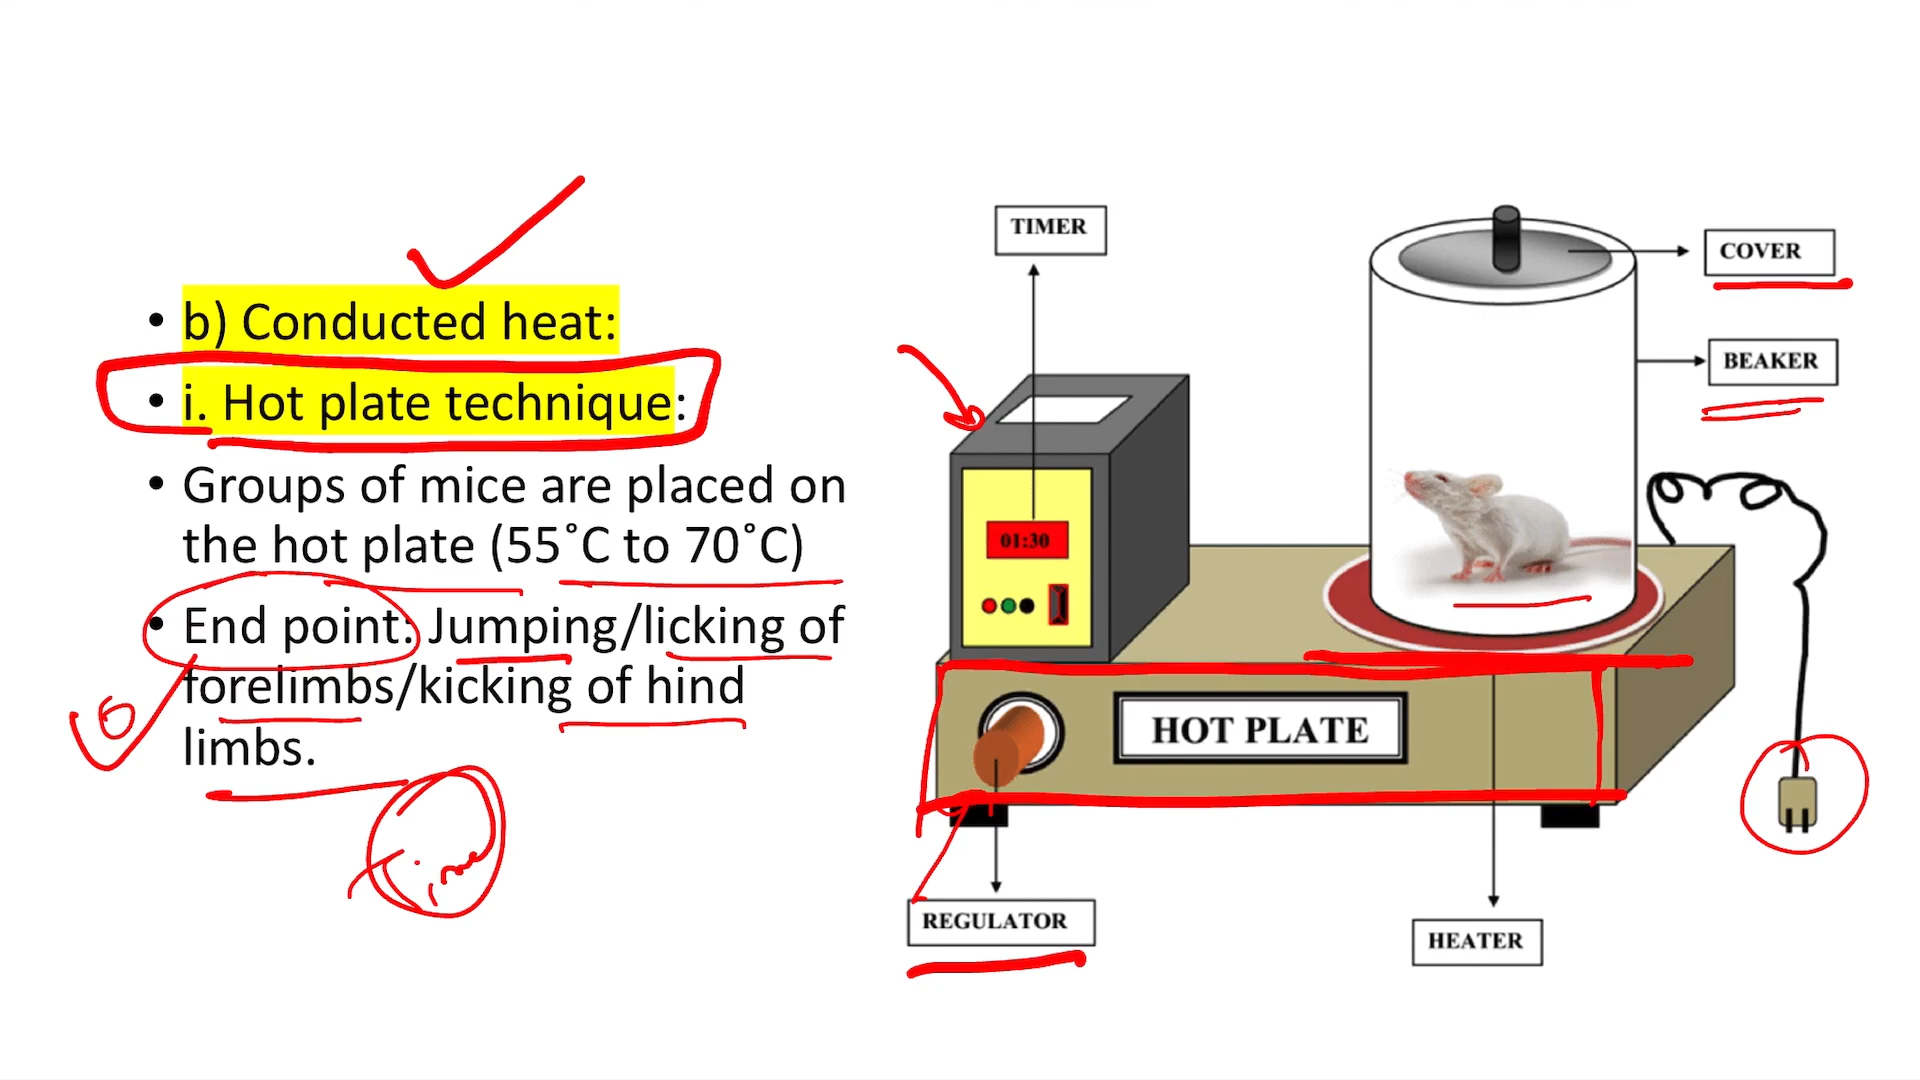 • b) Conducted heat:
• i. Hot plate technique:
• Groups of mice are placed on
the hot plate (55˚C to 70˚C)
• End point: Jumping/licking of
forelimbs/kicking of hind
limbs.
Time
TIMER
COVER
BEAKER
01:30
HOT PLATE
REGULATOR
HEATER